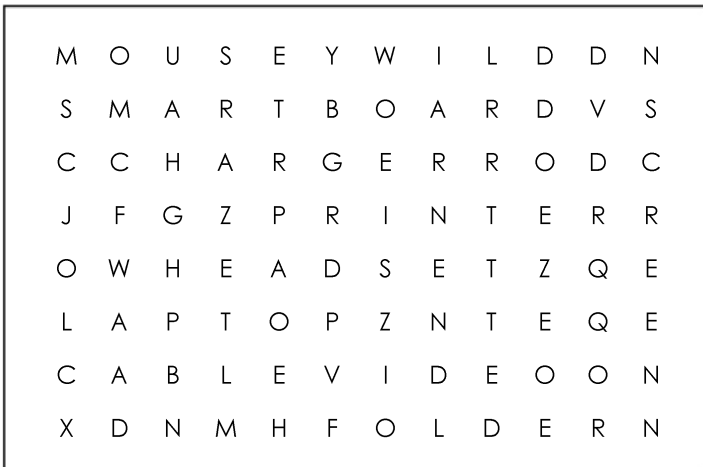 M O U S E Y W I L D D N
S M A R T B O A R D V S
C C H A R G E R R O D C
J F G Z P R I N T E R R
O W H E A D S E T Z Q E
L A P T O P Z N T E Q E
C A B L E V I D E O O N
X D N M H F O L D E R N